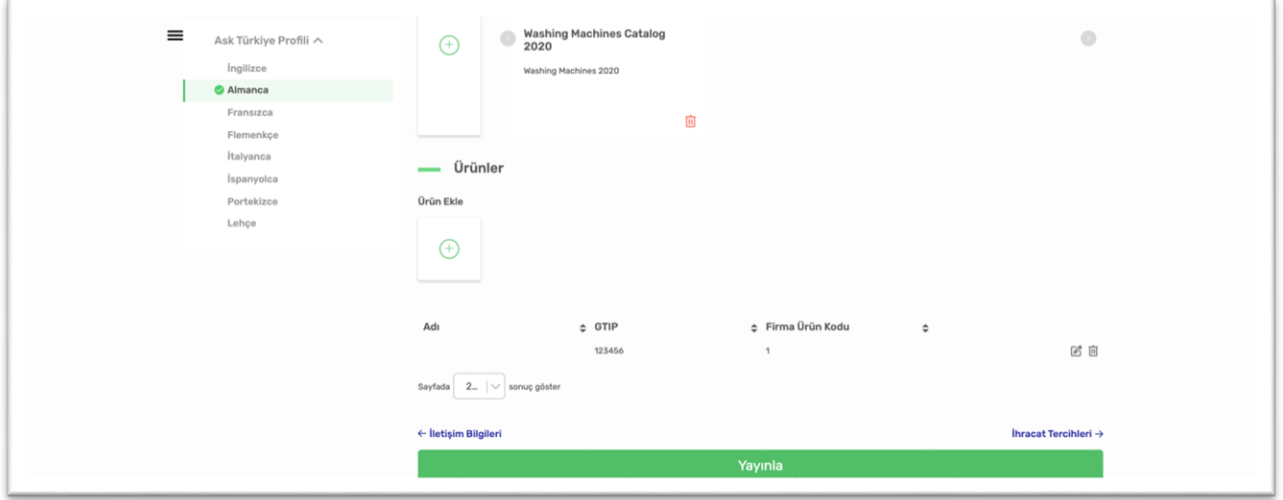 Ask Türkiye Profili
İngilizce
Almanca
Fransızca
Flemenkçe
İtalyanca
İspanyolca
Portekizce
Lehçe
Washing Machines Catalog
2020
Washing Machines 2020
Ürünler
Ürün Ekle
Adı GTIP Firma Ürün Kodu
123456 1
Sayfada 2... sonuç göster
← İletişim Bilgileri İhracat Tercihleri →
Yayınla